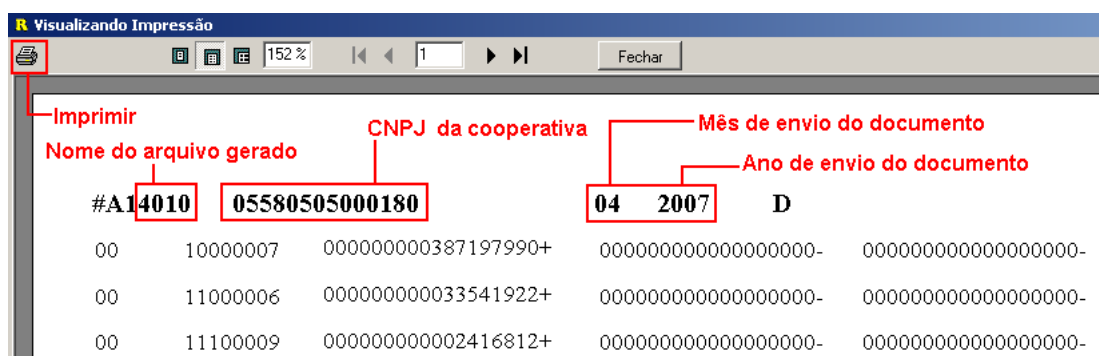 R Visualizando Impressão
152 % 1 Fechar
Imprimir
CNPJ da cooperativa
Mês de envio do documento
Nome do arquivo gerado
Ano de envio do documento
#A14010 05580505000180 04 2007 D
00 10000007 000000000387197990+ 000000000000000000- 000000000000000000-
00 11000006 000000000033541922+ 000000000000000000- 000000000000000000-
00 11100009 000000000002416812+ 000000000000000000- 000000000000000000-